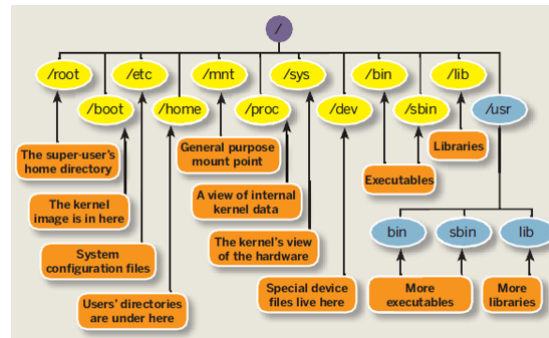 /
/root
/etc
/mnt
/sys
/bin
/lib
/boot
/home
/proc
/dev
/sbin
/usr
The super-user's
home directory
General purpose
mount point
Libraries
Executables
The kernel
image is in here
A view of internal
kernel data
System
configuration files
The kernel's view
of the hardware
bin
sbin
lib
Users' directories
are under here
Special device
files live here
More
executables
More
libraries